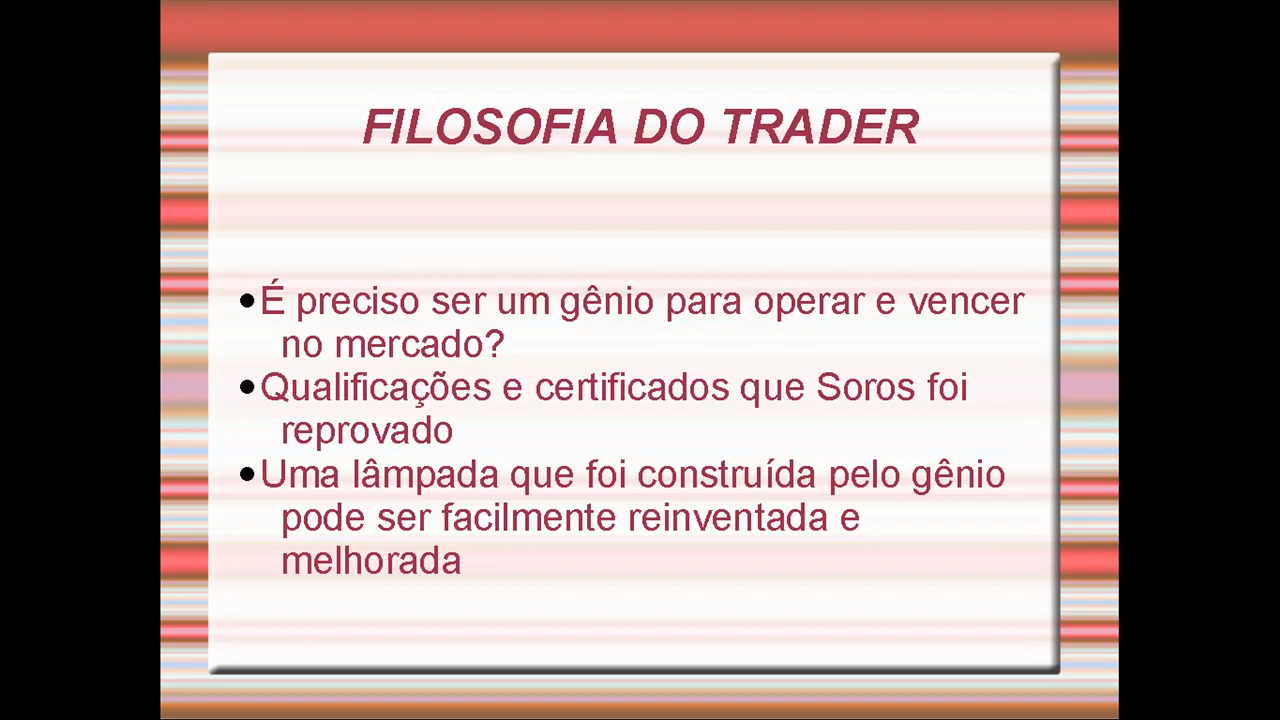 FILOSOFIA DO TRADER
•É preciso ser um gênio para operar e vencer
no mercado?
•Qualificações e certificados que Soros foi
reprovado
•Uma lâmpada que foi construída pelo gênio
pode ser facilmente reinventada e
melhorada